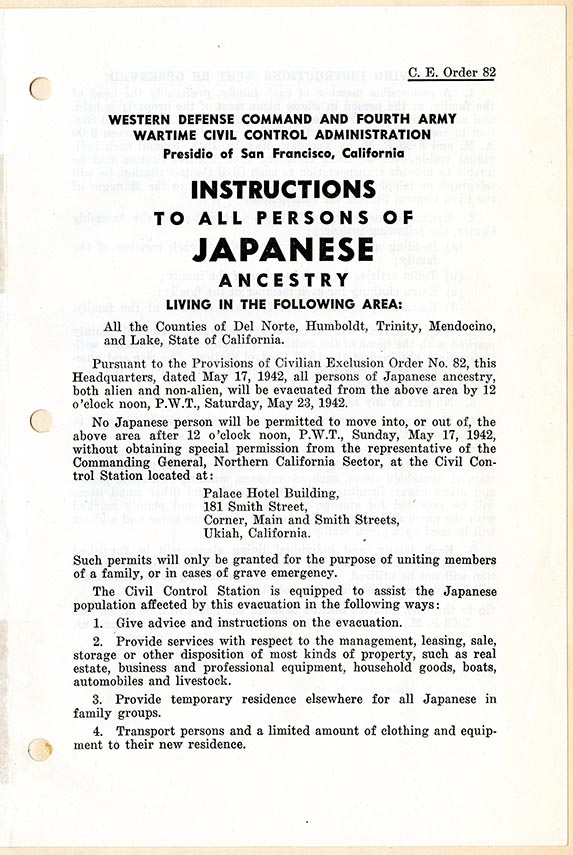 C. E. Order 82
WESTERN DEFENSE COMMAND AND FOURTH ARMY
WARTIME CIVIL CONTROL ADMINISTRATION
Presidio of San Francisco, California
INSTRUCTIONS
TO ALL PERSONS OF
JAPANESE
ANCESTRY
LIVING IN THE FOLLOWING AREA:
All the Counties of Del Norte, Humboldt, Trinity, Mendocino,
and Lake, State of California.
Pursuant to the Provisions of Civilian Exclusion Order No. 82, this
Headquarters, dated May 17, 1942, all persons of Japanese ancestry,
both alien and non-alien, will be evacuated from the above area by 12
o'clock noon, P.W.T., Saturday, May 23, 1942.
No Japanese person will be permitted to move into, or out of, the
above area after 12 o'clock noon, P.W.T., Sunday, May 17, 1942,
without obtaining special permission from the representative of the
Commanding General, Northern California Sector, at the Civil Con-
trol Station located at:
Palace Hotel Building,
181 Smith Street,
Corner, Main and Smith Streets,
Ukiah, California.
Such permits will only be granted for the purpose of uniting members
of a family, or in cases of grave emergency.
The Civil Control Station is equipped to assist the Japanese
population affected by this evacuation in the following ways:
1. Give advice and instructions on the evacuation.
2. Provide services with respect to the management, leasing, sale,
storage or other disposition of most kinds of property, such as real
estate, business and professional equipment, household goods, boats,
automobiles and livestock.
3. Provide temporary residence elsewhere for all Japanese in
family groups.
4. Transport persons and a limited amount of clothing and equip-
ment to their new residence.